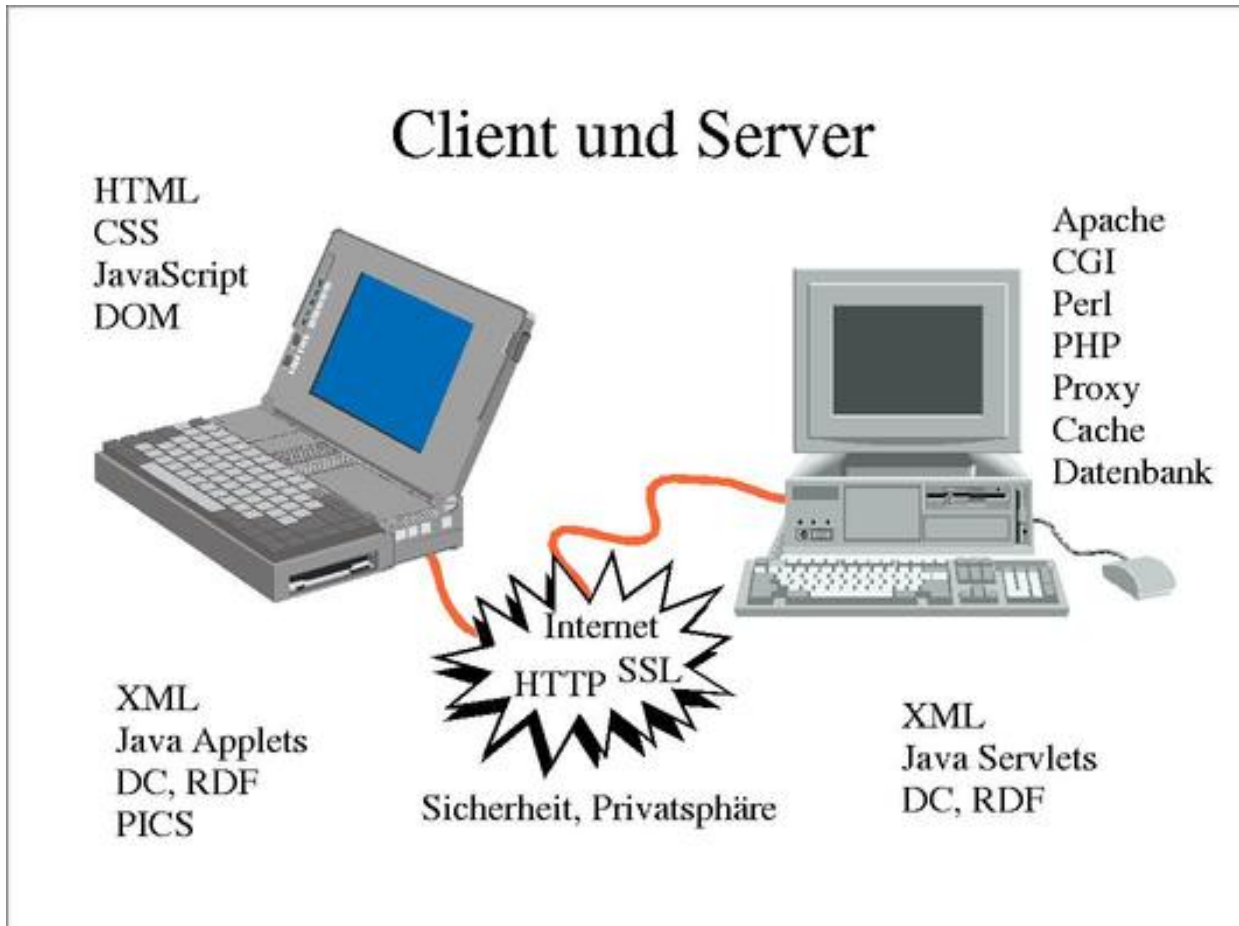 Client und Server
HTML
CSS
JavaScript
DOM
Apache
CGI
Perl
PHP
Proxy
Cache
Datenbank
Internet
HTTP SSL
XML
Java Applets
DC, RDF
PICS
Sicherheit, Privatsphäre
XML
Java Servlets
DC, RDF